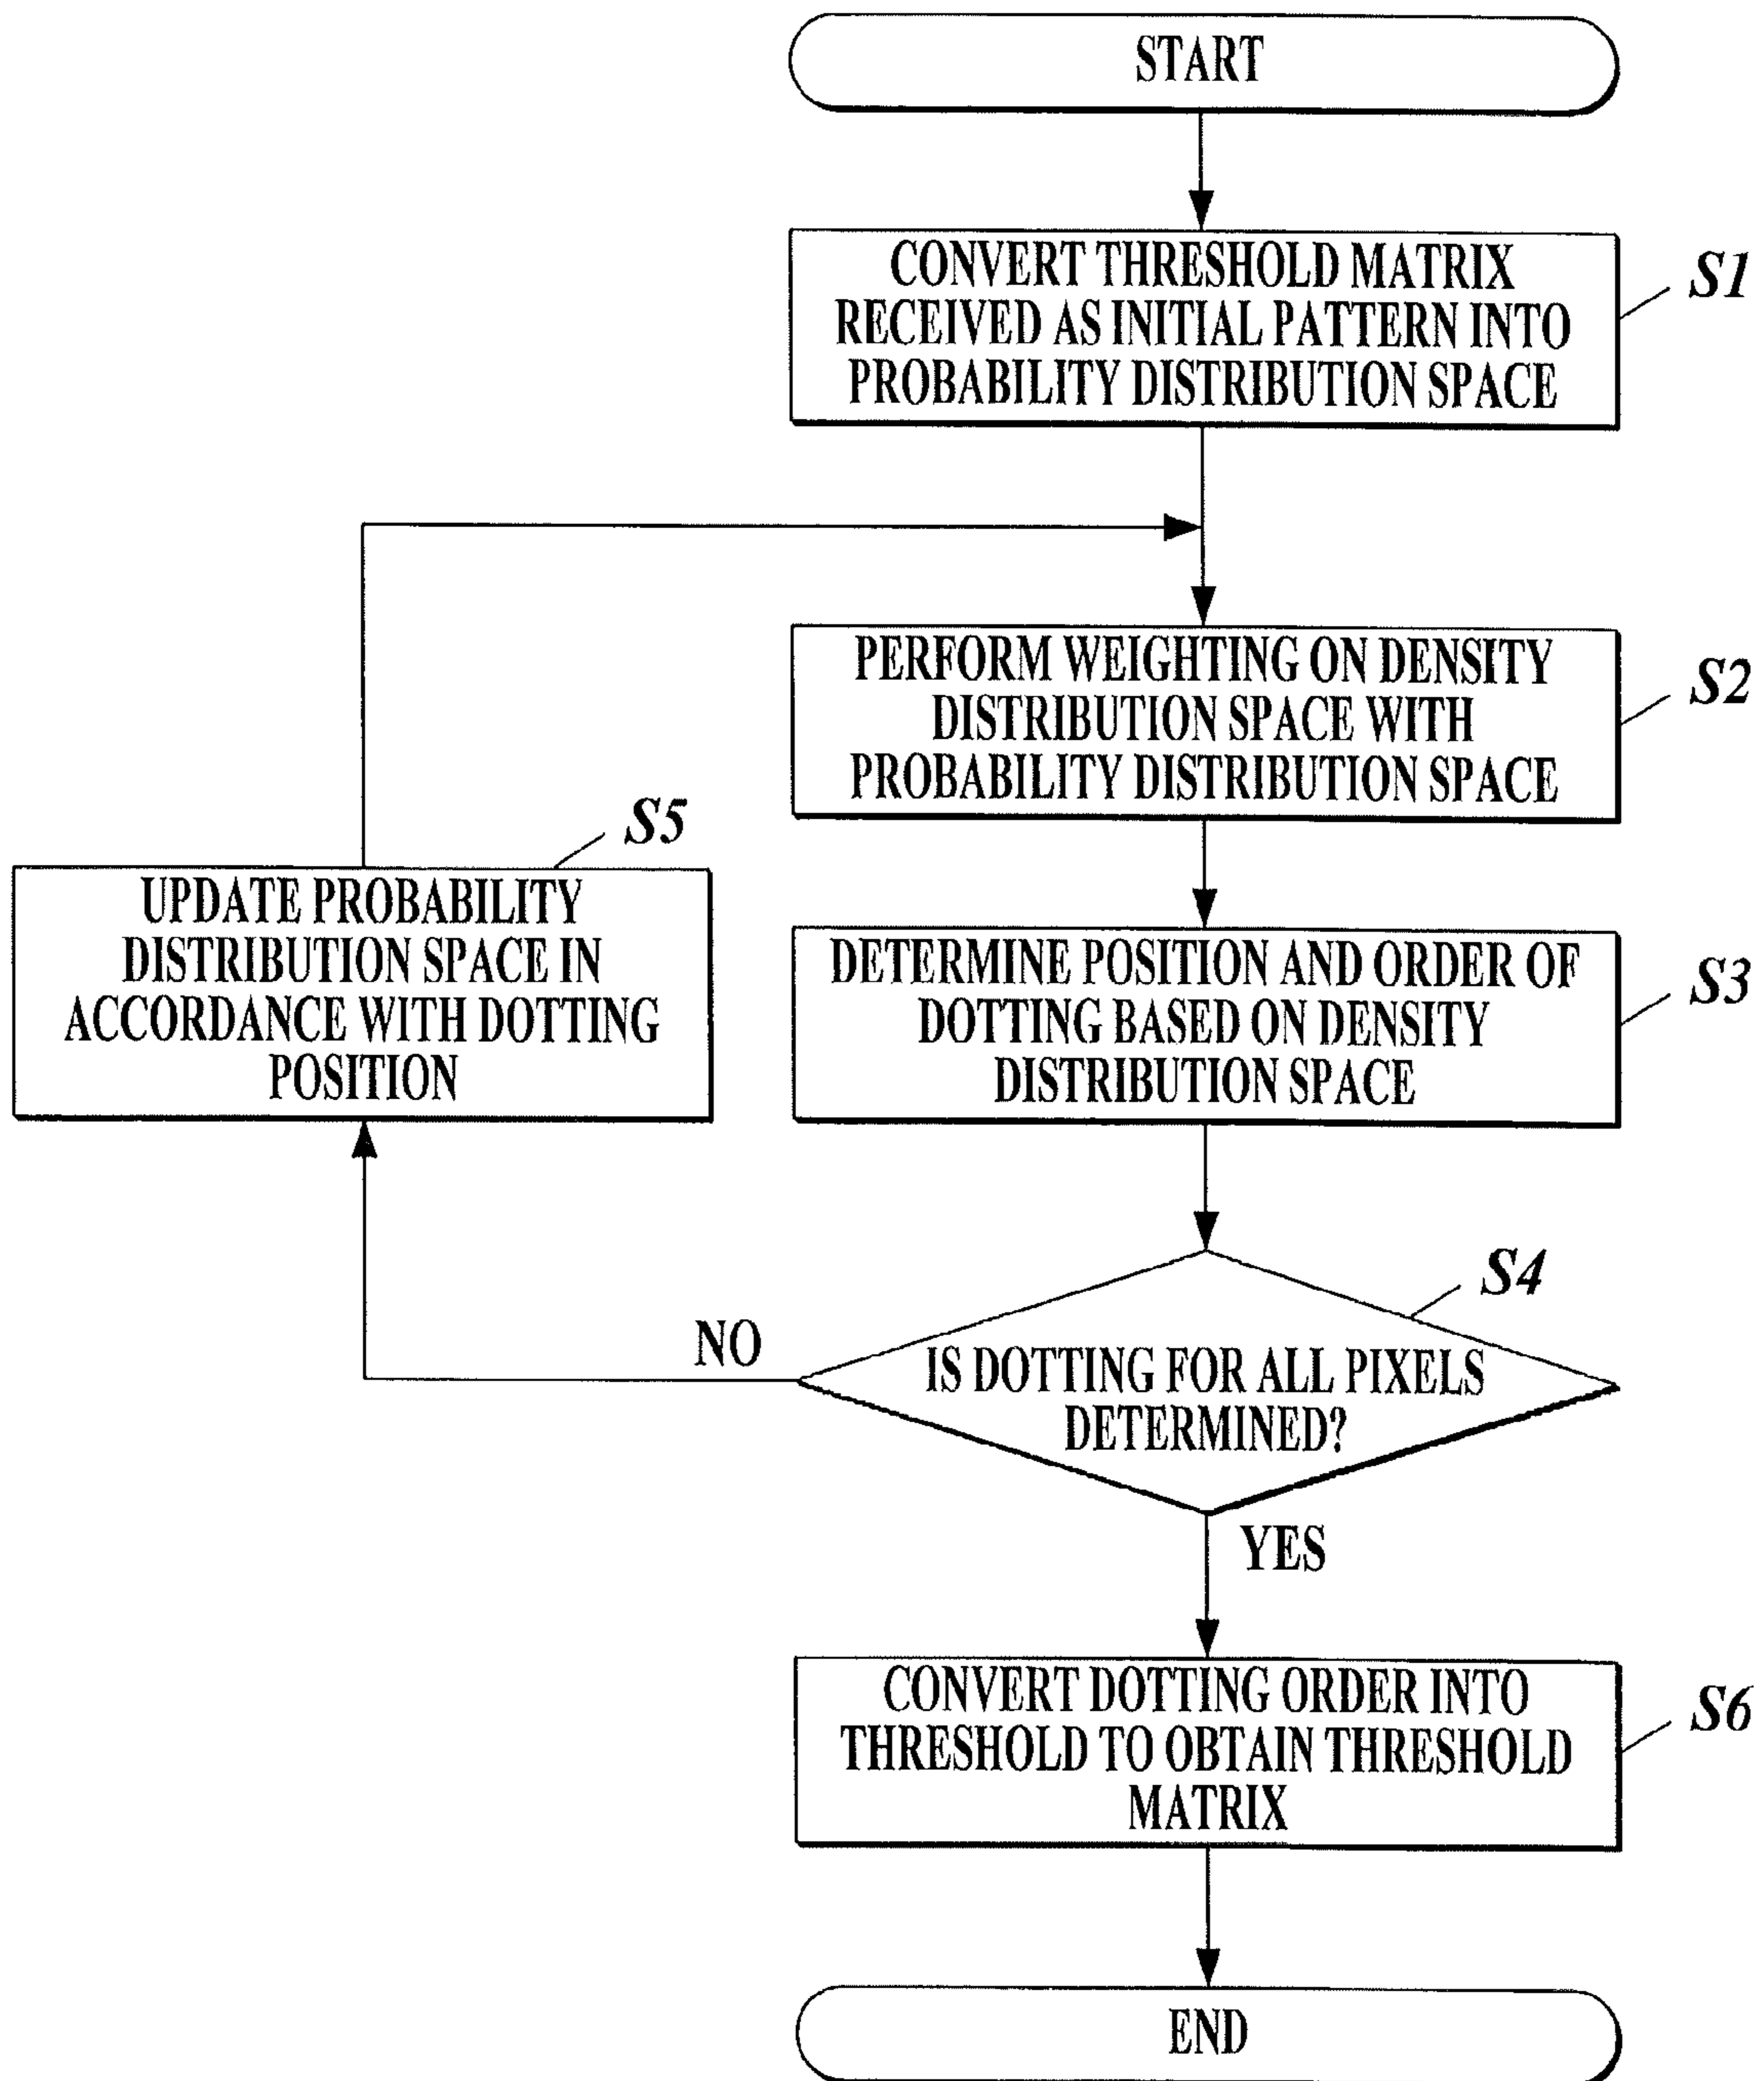 START
CONVERT THRESHOLD MATRIX
RECEIVED AS INITIAL PATTERN INTO
PROBABILITY DISTRIBUTION SPACE
S1
PERFORM WEIGHTING ON DENSITY
DISTRIBUTION SPACE WITH
PROBABILITY DISTRIBUTION SPACE
S2
S5
UPDATE PROBABILITY
DISTRIBUTION SPACE IN
ACCORDANCE WITH DOTTING
POSITION
DETERMINE POSITION AND ORDER OF
DOTTING BASED ON DENSITY
DISTRIBUTION SPACE
S3
S4
NO
IS DOTTING FOR ALL PIXELS
DETERMINED?
YES
CONVERT DOTTING ORDER INTO
THRESHOLD TO OBTAIN THRESHOLD
MATRIX
S6
END